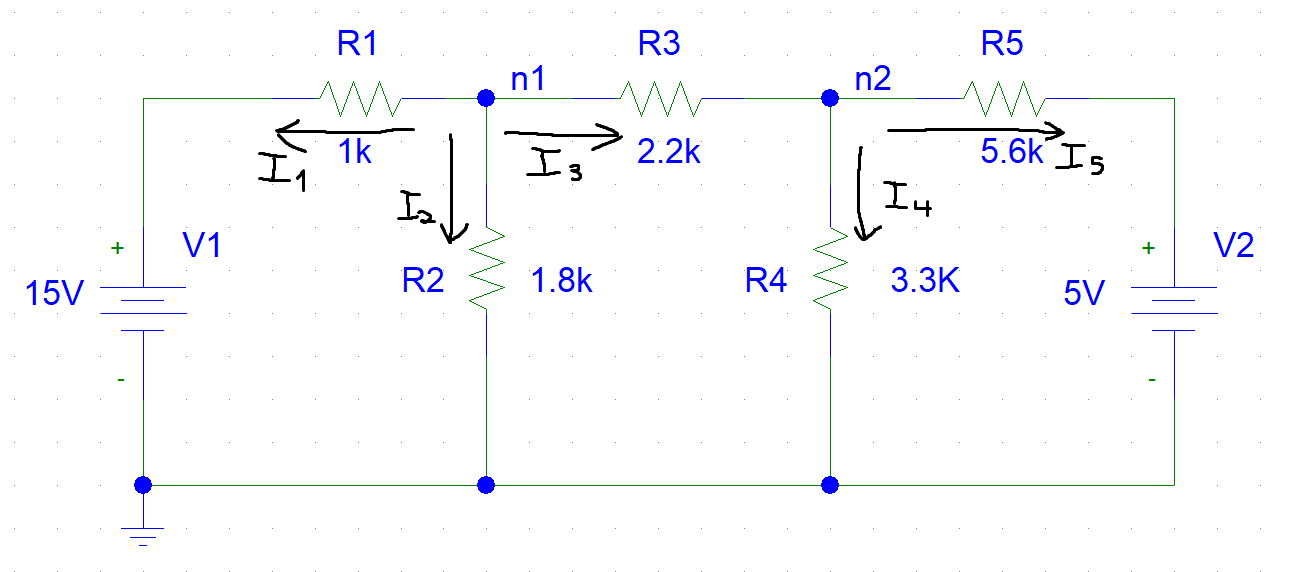 R1
R3
R5
n1
n2
1k
2.2k
5.6k
I1
I3
I5
I2
I4
+
V1
+
V2
R2
1.8k
R4
3.3K
15V
5V
-
-